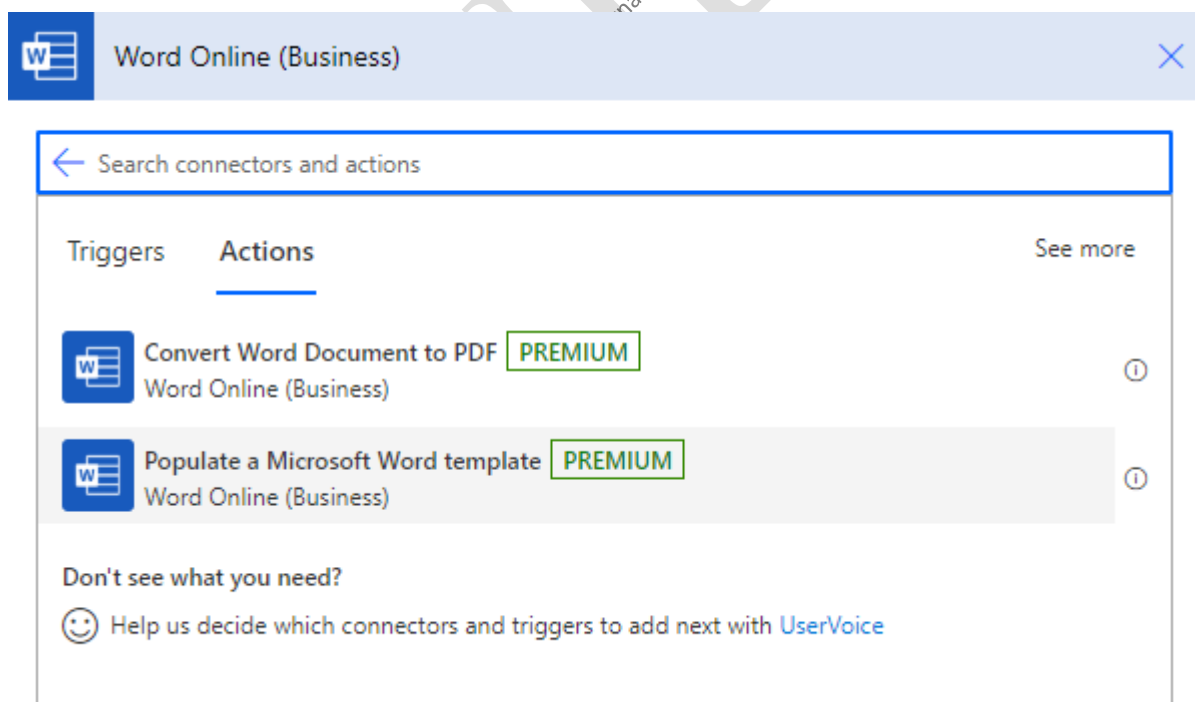 Word Online (Business)
Search connectors and actions
Triggers Actions See more
Convert Word Document to PDF PREMIUM
Word Online (Business)
Populate a Microsoft Word template PREMIUM
Word Online (Business)
Don't see what you need?
Help us decide which connectors and triggers to add next with UserVoice